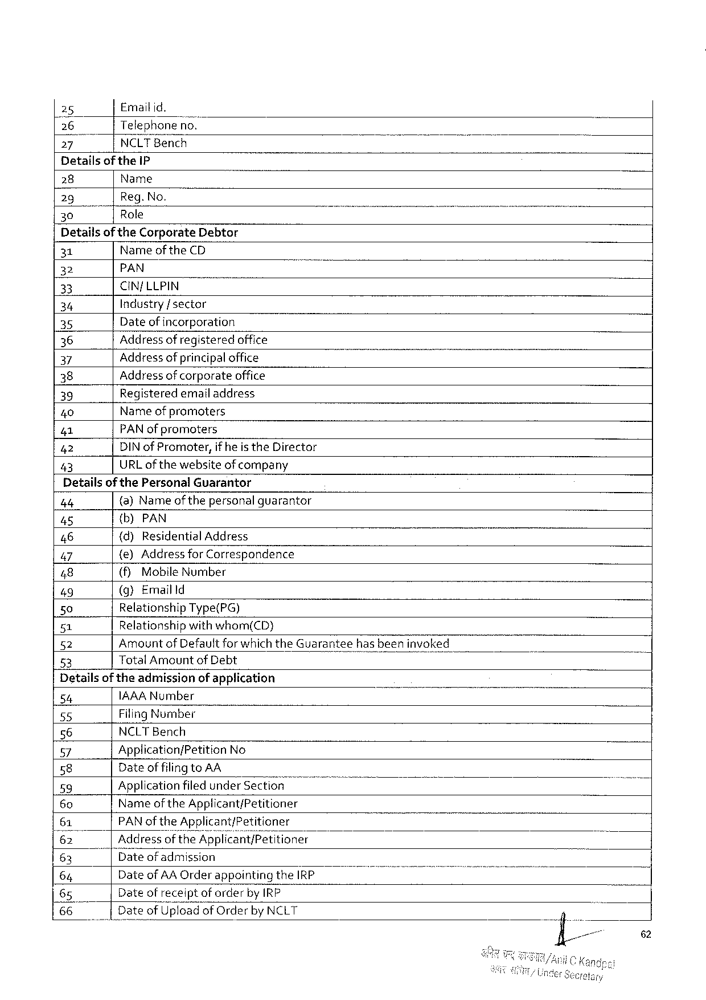 25 Email id.
26 Telephone no.
27 NCLT Bench
Details of the IP
28 Name
29 Reg. No.
30 Role
Details of the Corporate Debtor
31 Name of the CD
32 PAN
33 CIN/ LLPIN
34 Industry / sector
35 Date of incorporation
36 Address of registered office
37 Address of principal office
38 Address of corporate office
39 Registered email address
40 Name of promoters
41 PAN of promoters
42 DIN of Promoter, if he is the Director
43 URL of the website of company
Details of the Personal Guarantor
44 (a) Name of the personal guarantor
45 (b) PAN
46 (d) Residential Address
47 (e) Address for Correspondence
48 (f) Mobile Number
49 (g) Email Id
50 Relationship Type(PG)
51 Relationship with whom(CD)
52 Amount of Default for which the Guarantee has been invoked
53 Total Amount of Debt
Details of the admission of application
54 IAAA Number
55 Filing Number
56 NCLT Bench
57 Application/Petition No
58 Date of filing to AA
59 Application filed under Section
60 Name of the Applicant/Petitioner
61 PAN of the Applicant/Petitioner
62 Address of the Applicant/Petitioner
63 Date of admission
64 Date of AA Order appointing the IRP
65 Date of receipt of order by IRP
66 Date of Upload of Order by NCLT
62
/Anil C Kandpal
/ Under Secretary